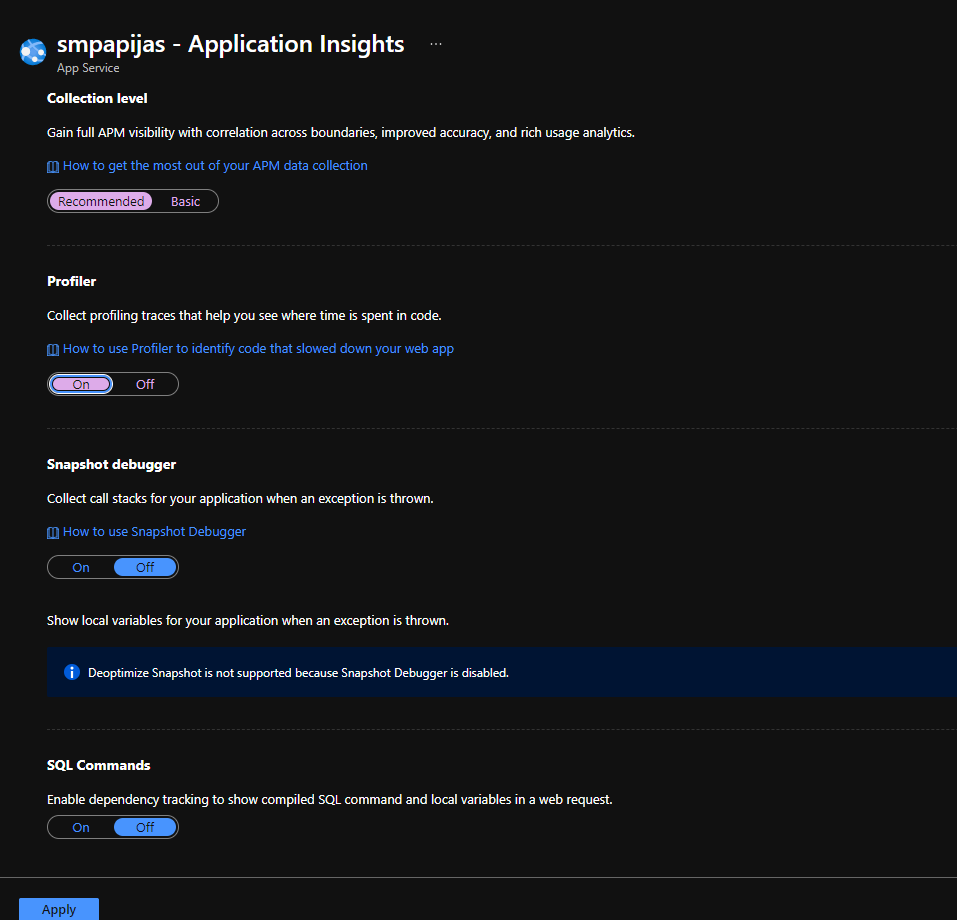 smpapijas - Application Insights ...
App Service
Collection level
Gain full APM visibility with correlation across boundaries, improved accuracy, and rich usage analytics.
How to get the most out of your APM data collection
Recommended Basic
Profiler
Collect profiling traces that help you see where time is spent in code.
How to use Profiler to identify code that slowed down your web app
On Off
Snapshot debugger
Collect call stacks for your application when an exception is thrown.
How to use Snapshot Debugger
On Off
Show local variables for your application when an exception is thrown.
Deoptimize Snapshot is not supported because Snapshot Debugger is disabled.
SQL Commands
Enable dependency tracking to show compiled SQL command and local variables in a web request.
On Off
Apply